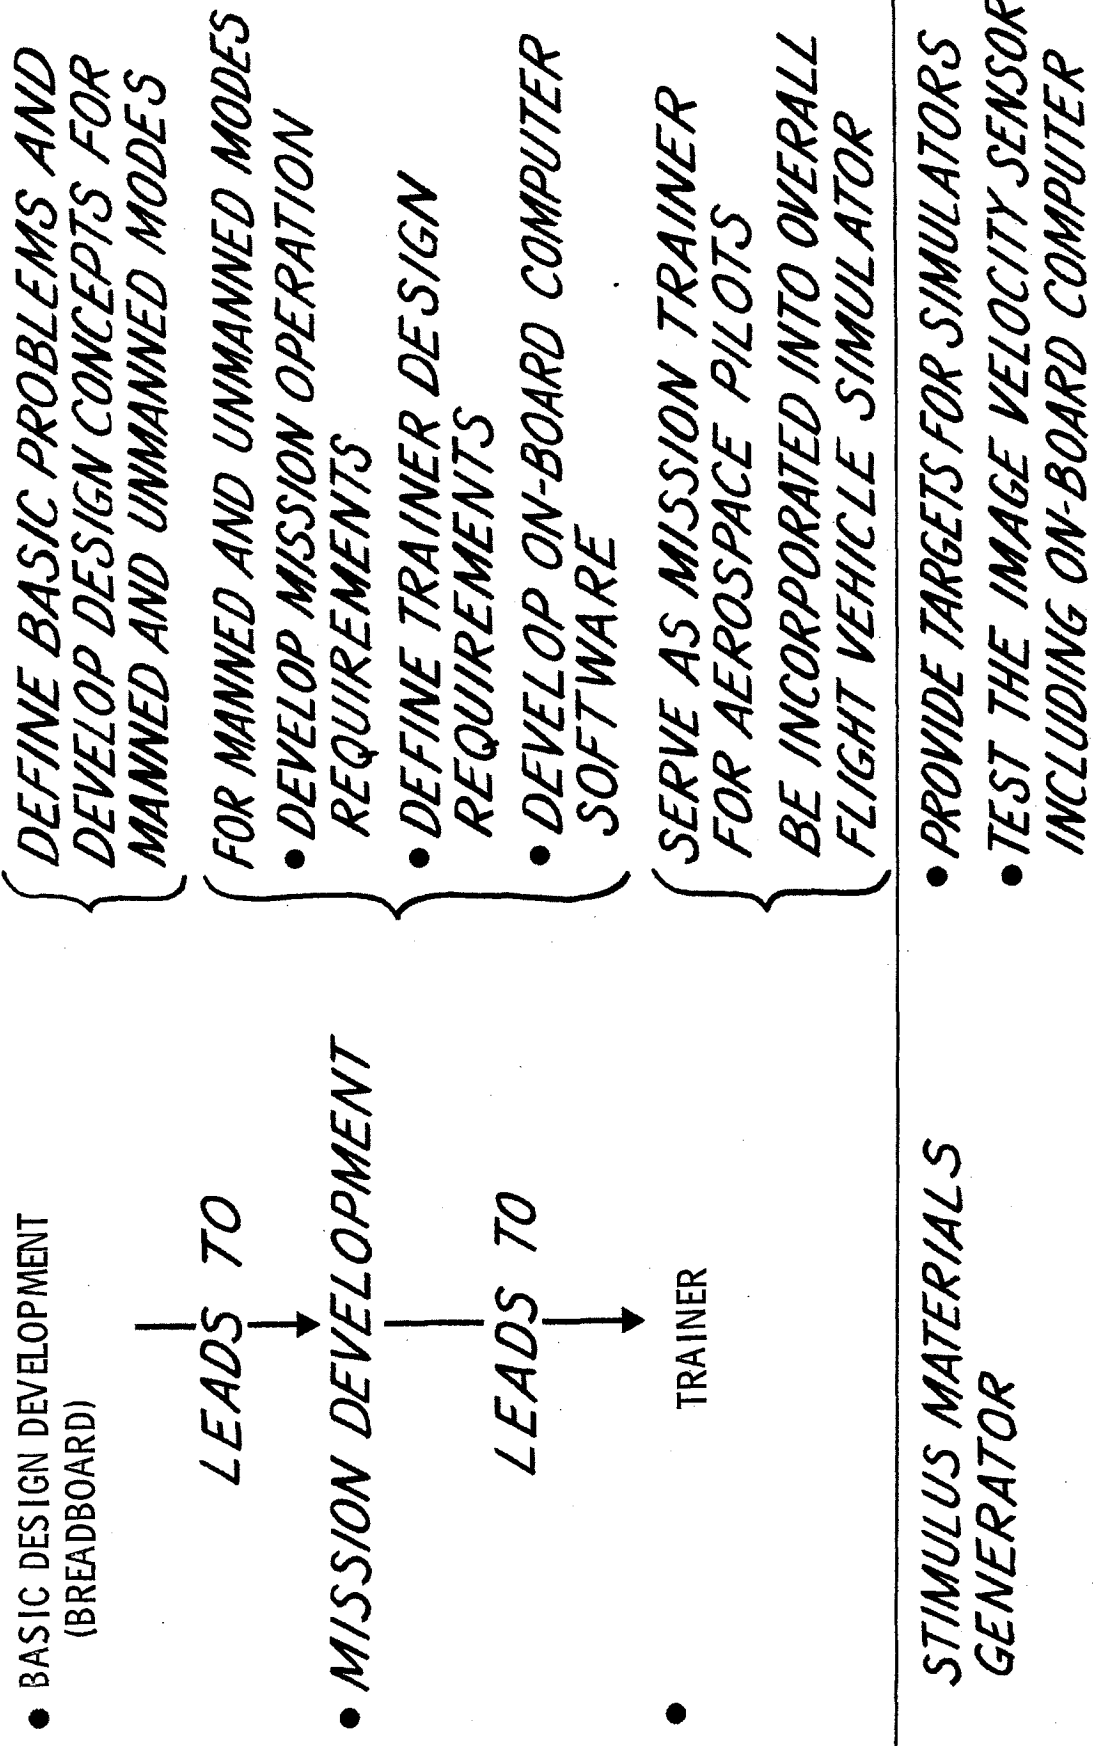 ● BASIC DESIGN DEVELOPMENT
(BREADBOARD)
DEFINE BASIC PROBLEMS AND
DEVELOP DESIGN CONCEPTS FOR
MANNED AND UNMANNED MODES
LEADS TO
● MISSION DEVELOPMENT
FOR MANNED AND UNMANNED MODES
● DEVELOP MISSION OPERATION
REQUIREMENTS
● DEFINE TRAINER DESIGN
REQUIREMENTS
● DEVELOP ON-BOARD COMPUTER
SOFTWARE
LEADS TO
● TRAINER
SERVE AS MISSION TRAINER
FOR AEROSPACE PILOTS
BE INCORPORATED INTO OVERALL
FLIGHT VEHICLE SIMULATOR
STIMULUS MATERIALS
GENERATOR
● PROVIDE TARGETS FOR SIMULATORS
● TEST THE IMAGE VELOCITY SENSOR
INCLUDING ON-BOARD COMPUTER